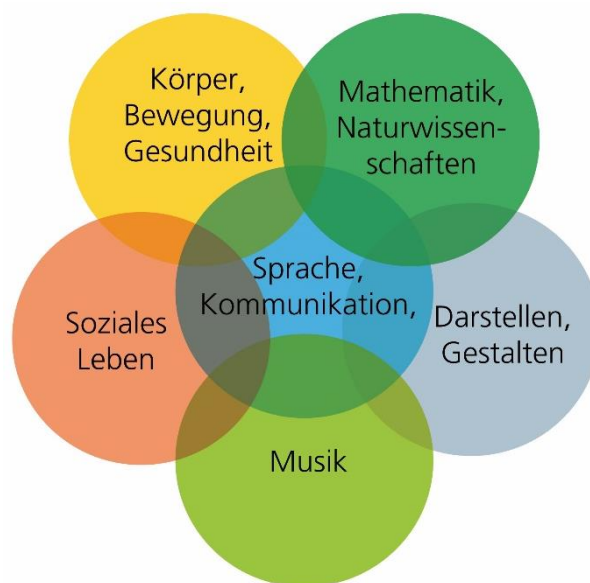 Körper,
Bewegung,
Gesundheit
Mathematik,
Naturwissen-
schaften
Sprache,
Kommunikation,
Soziales
Leben
Darstellen,
Gestalten
Musik